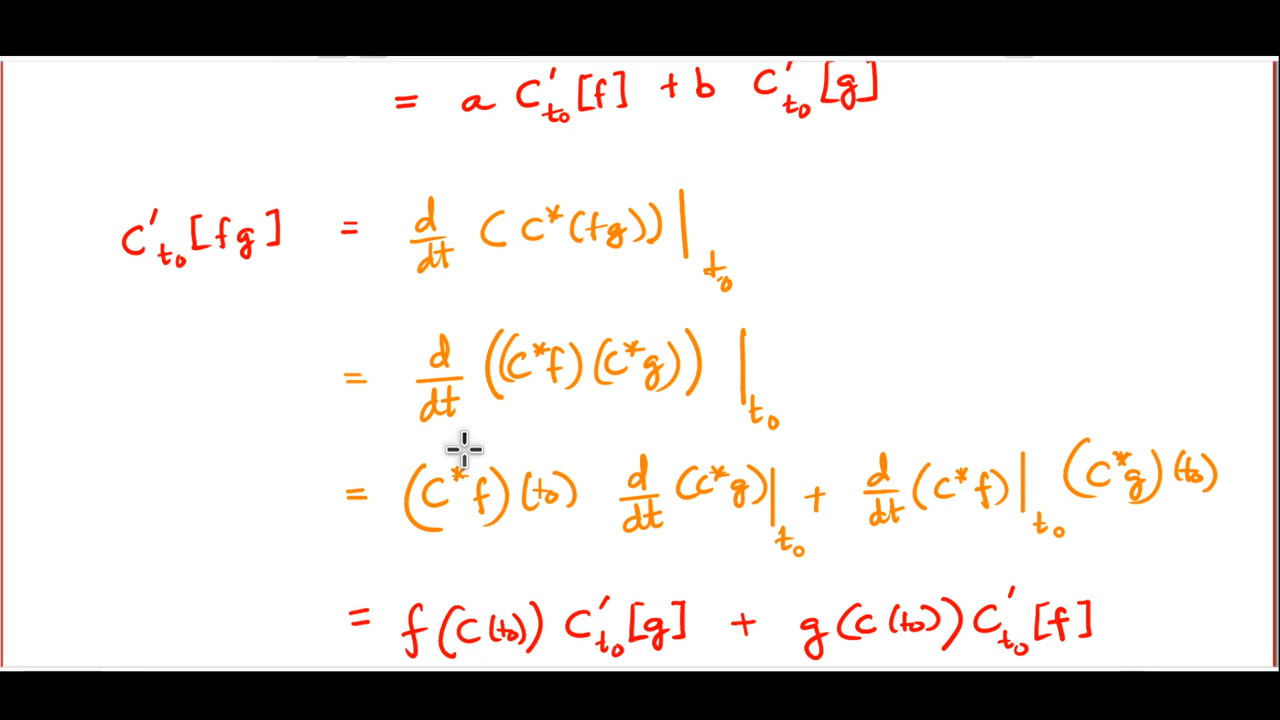 = a C'_{t_0}[f] + b C'_{t_0}[g]
C'_{t_0}[fg] = d/dt (C*(fg))|_{t_0}
= d/dt ((C*f)(C*g))|_{t_0}
= (C*f)(t_0) d/dt (C*g)|_{t_0} + d/dt (C*f)|_{t_0} (C*g)(t_0)
= f(C(t_0)) C'_{t_0}[g] + g(C(t_0)) C'_{t_0}[f]